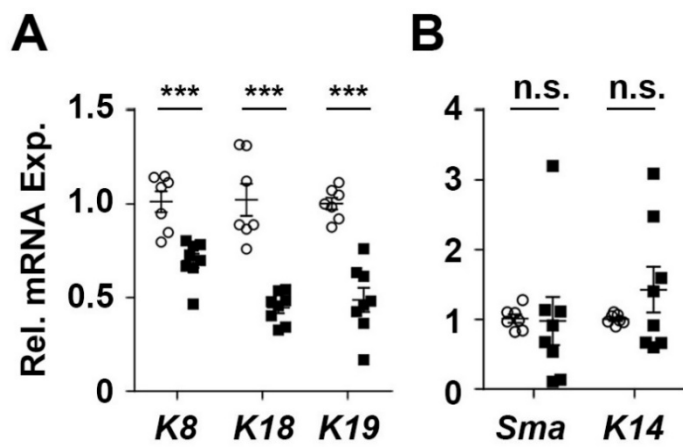 A
B
*** *** ***
n.s. n.s.
Rel. mRNA Exp.
1.5
1.0
0.5
0
4
3
2
1
0
K8 K18 K19
Sma K14